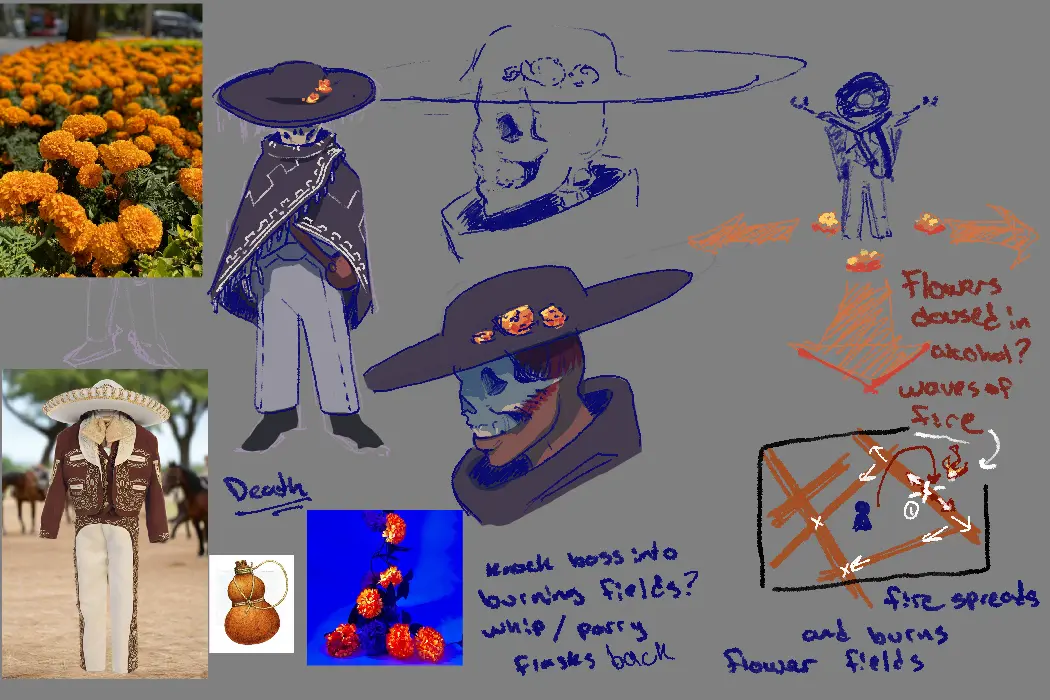 Death
Flowers
doused in
alcohol?
waves of
fire
①
knock boss into
burning fields?
whip / parry
flasks back
fire spreads
and burns
flower fields